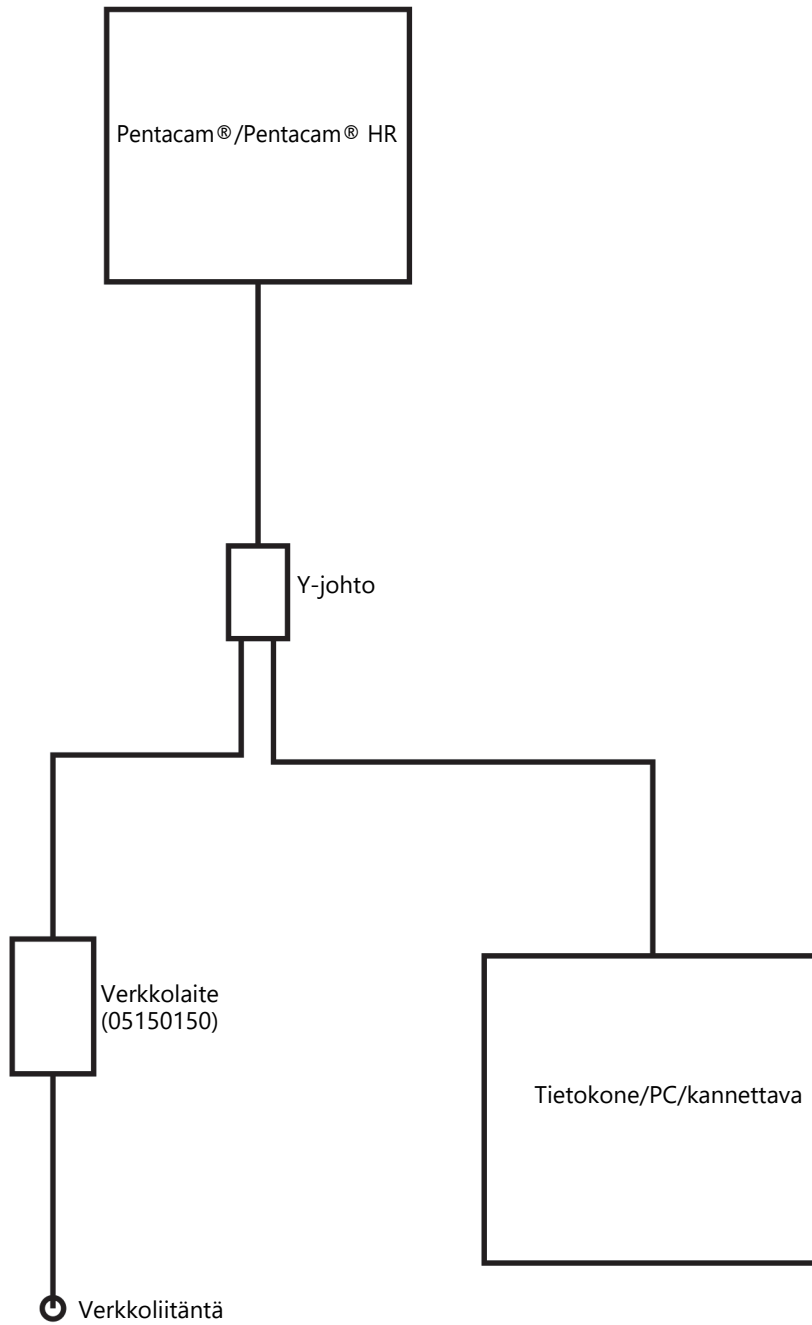 Pentacam®/Pentacam® HR
Y-johto
Verkkolaite
(05150150)
Tietokone/PC/kannettava
Verkkoliitäntä